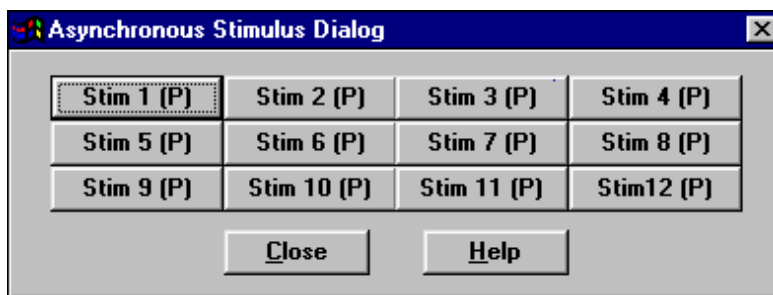 Asynchronous Stimulus Dialog
Stim 1 (P) Stim 2 (P) Stim 3 (P) Stim 4 (P)
Stim 5 (P) Stim 6 (P) Stim 7 (P) Stim 8 (P)
Stim 9 (P) Stim 10 (P) Stim 11 (P) Stim12 (P)
Close Help